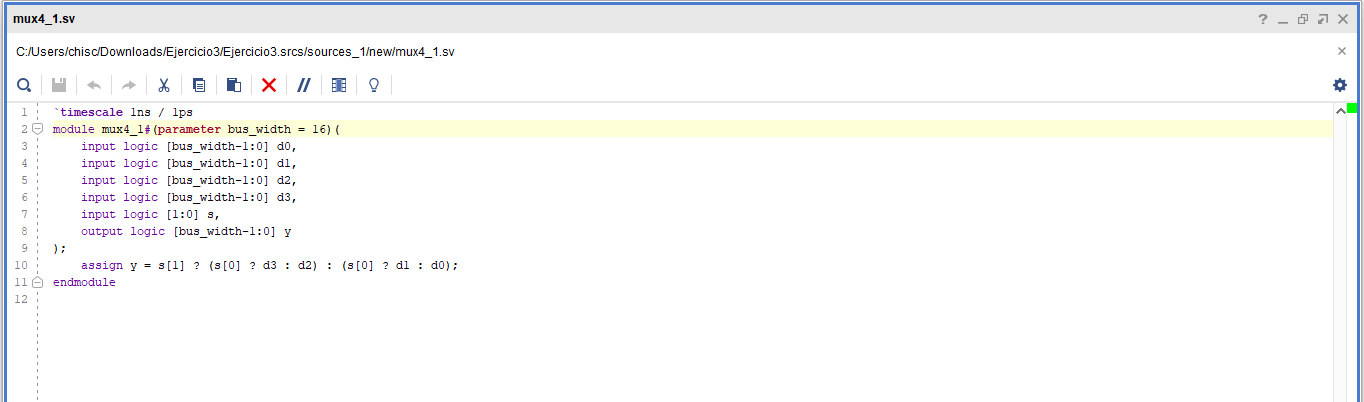 mux4_1.sv
C:/Users/chisc/Downloads/Ejercicio3/Ejercicio3.srcs/sources_1/new/mux4_1.sv
1 `timescale 1ns / 1ps
2 module mux4_1#(parameter bus_width = 16)(
3     input logic [bus_width-1:0] d0,
4     input logic [bus_width-1:0] d1,
5     input logic [bus_width-1:0] d2,
6     input logic [bus_width-1:0] d3,
7     input logic [1:0] s,
8     output logic [bus_width-1:0] y
9 );
10     assign y = s[1] ? (s[0] ? d3 : d2) : (s[0] ? d1 : d0);
11 endmodule
12